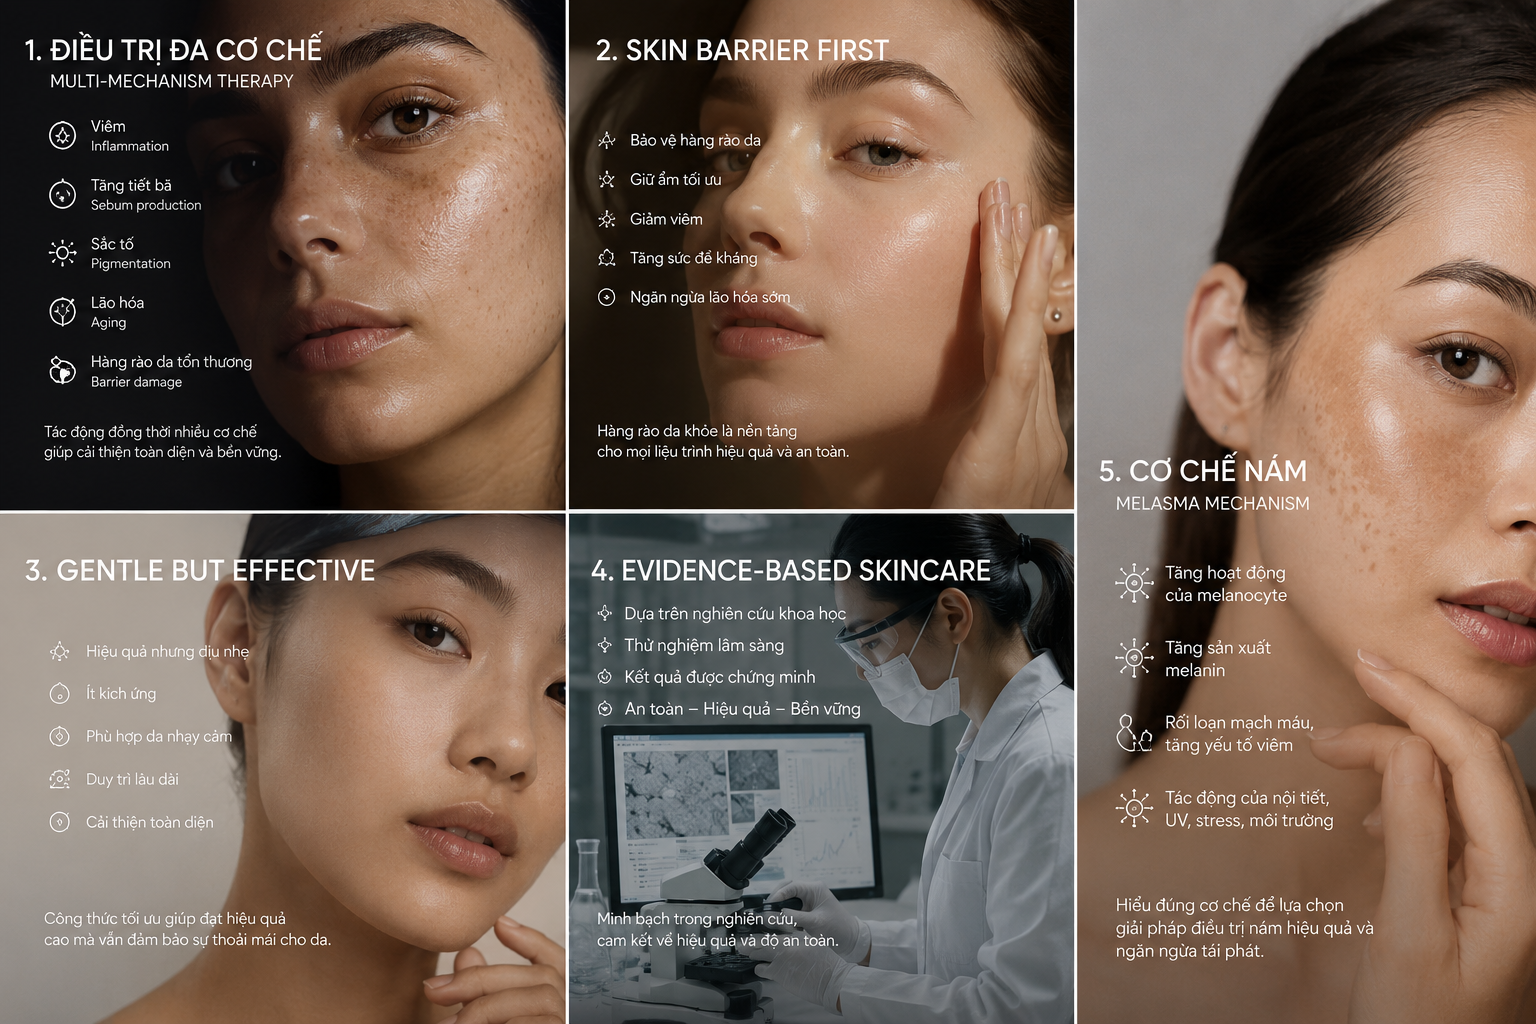 1. ĐIỀU TRỊ ĐA CƠ CHẾ
MULTI-MECHANISM THERAPY
Viêm
Inflammation
Tăng tiết bã
Sebum production
Sắc tố
Pigmentation
Lão hóa
Aging
Hàng rào da tổn thương
Barrier damage
Tác động đồng thời nhiều cơ chế
giúp cải thiện toàn diện và bền vững.
2. SKIN BARRIER FIRST
Bảo vệ hàng rào da
Giữ ẩm tối ưu
Giảm viêm
Tăng sức đề kháng
Ngăn ngừa lão hóa sớm
Hàng rào da khỏe là nền tảng
cho mọi liệu trình hiệu quả và an toàn.
3. GENTLE BUT EFFECTIVE
Hiệu quả nhưng dịu nhẹ
Ít kích ứng
Phù hợp da nhạy cảm
Duy trì lâu dài
Cải thiện toàn diện
Công thức tối ưu giúp đạt hiệu quả
cao mà vẫn đảm bảo sự thoải mái cho da.
4. EVIDENCE-BASED SKINCARE
Dựa trên nghiên cứu khoa học
Thử nghiệm lâm sàng
Kết quả được chứng minh
An toàn – Hiệu quả – Bền vững
Minh bạch trong nghiên cứu,
cam kết về hiệu quả và độ an toàn.
5. CƠ CHẾ NÁM
MELASMA MECHANISM
Tăng hoạt động
của melanocyte
Tăng sản xuất
melanin
Rối loạn mạch máu,
tăng yếu tố viêm
Tác động của nội tiết,
UV, stress, môi trường
Hiểu đúng cơ chế để lựa chọn
giải pháp điều trị nám hiệu quả và
ngăn ngừa tái phát.